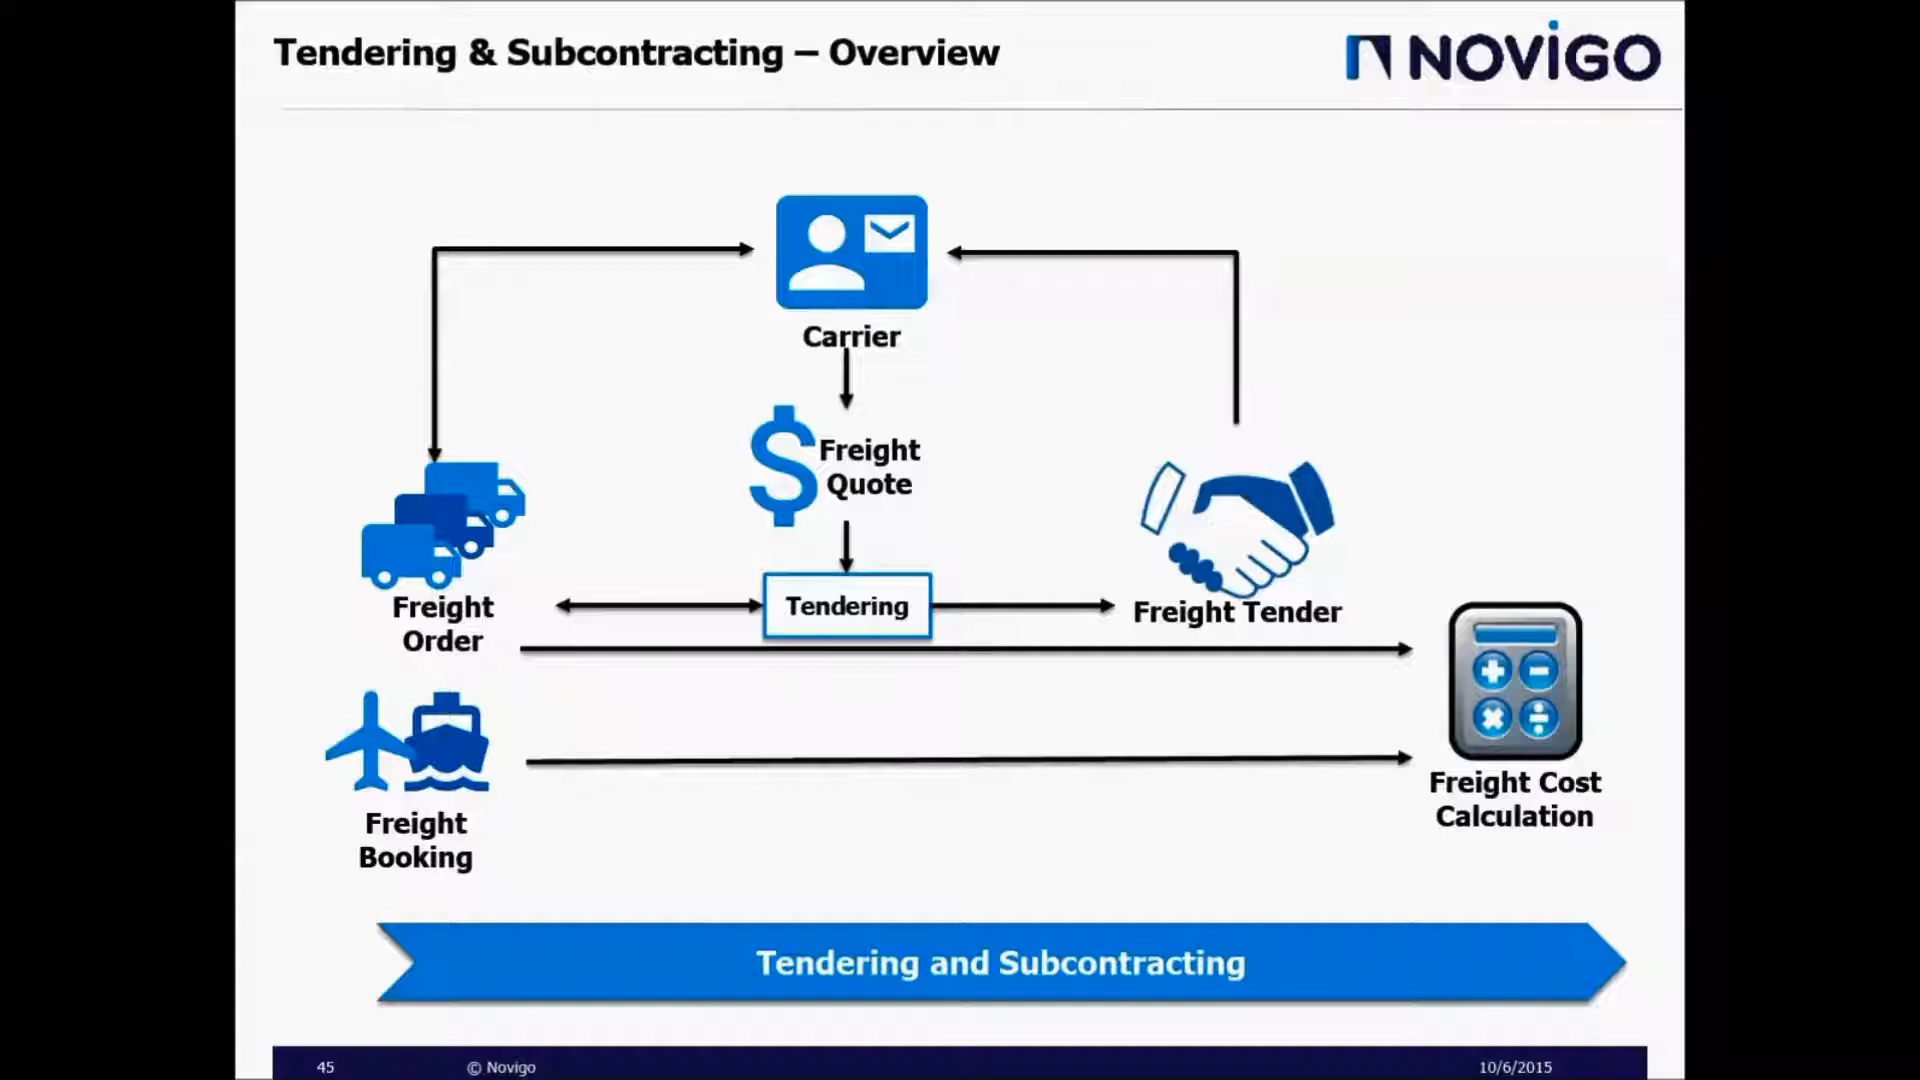 Tendering & Subcontracting – Overview
NOVIGO
Carrier
Freight
Quote
Tendering
Freight
Order
Freight Tender
Freight Cost
Calculation
Freight
Booking
Tendering and Subcontracting
45
© Novigo
10/6/2015